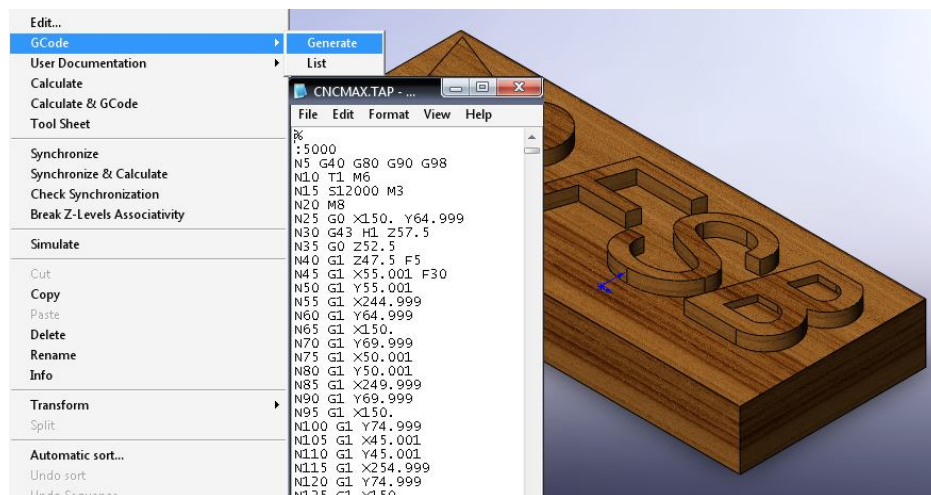 Edit...
GCode
User Documentation
Calculate
Calculate & GCode
Tool Sheet
Synchronize
Synchronize & Calculate
Check Synchronization
Break Z-Levels Associativity
Simulate
Cut
Copy
Paste
Delete
Rename
Info
Transform
Split
Automatic sort...
Undo sort
Undo Sequence
Generate
List
CNCMAX.TAP - ...
File Edit Format View Help
%
:5000
N5 G40 G80 G90 G98
N10 T1 M6
N15 S12000 M3
N20 M8
N25 G0 X150. Y64.999
N30 G43 H1 Z57.5
N35 G0 Z52.5
N40 G1 Z47.5 F5
N45 G1 X55.001 F30
N50 G1 Y55.001
N55 G1 X244.999
N60 G1 Y64.999
N65 G1 X150.
N70 G1 Y69.999
N75 G1 X50.001
N80 G1 Y50.001
N85 G1 X249.999
N90 G1 Y69.999
N95 G1 X150.
N100 G1 Y74.999
N105 G1 X45.001
N110 G1 Y45.001
N115 G1 X254.999
N120 G1 Y74.999
N125 G1 X150.
S
B